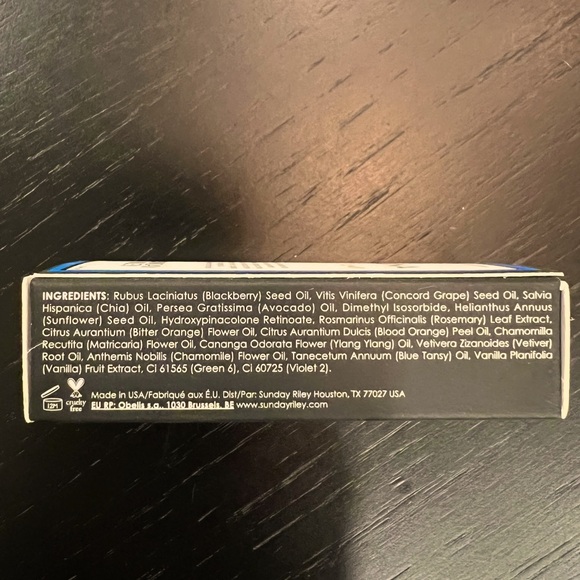 INGREDIENTS: Rubus Laciniatus (Blackberry) Seed Oil, Vitis Vinifera (Concord Grape) Seed Oil, Salvia
Hispanica (Chia) Oil, Persea Gratissima (Avocado) Oil, Dimethyl Isosorbide, Helianthus Annuus
(Sunflower) Seed Oil, Hydroxypinacolone Retinoate, Rosmarinus Officinalis (Rosemary) Leaf Extract,
Citrus Aurantium (Bitter Orange) Flower Oil, Citrus Aurantium Dulcis (Blood Orange) Peel Oil, Chamomilla
Recutita (Matricaria) Flower Oil, Cananga Odorata Flower (Ylang Ylang) Oil, Vetivera Zizanoides (Vetiver)
Root Oil, Anthemis Nobilis (Chamomile) Flower Oil, Tanecetum Annuum (Blue Tansy) Oil, Vanilla Planifolia
(Vanilla) Fruit Extract, CI 61565 (Green 6), CI 60725 (Violet 2).
12M
cruelty
free
Made in USA/Fabriqué aux É.U. Dist/Par: Sunday Riley Houston, TX 77027 USA
EU RP: Obelis s.a., 1030 Brussels, BE www.sundayriley.com